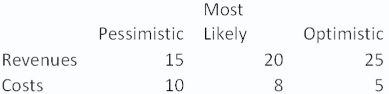 Most
Pessimistic Likely Optimistic
Revenues 15 20 25
Costs 10 8 5